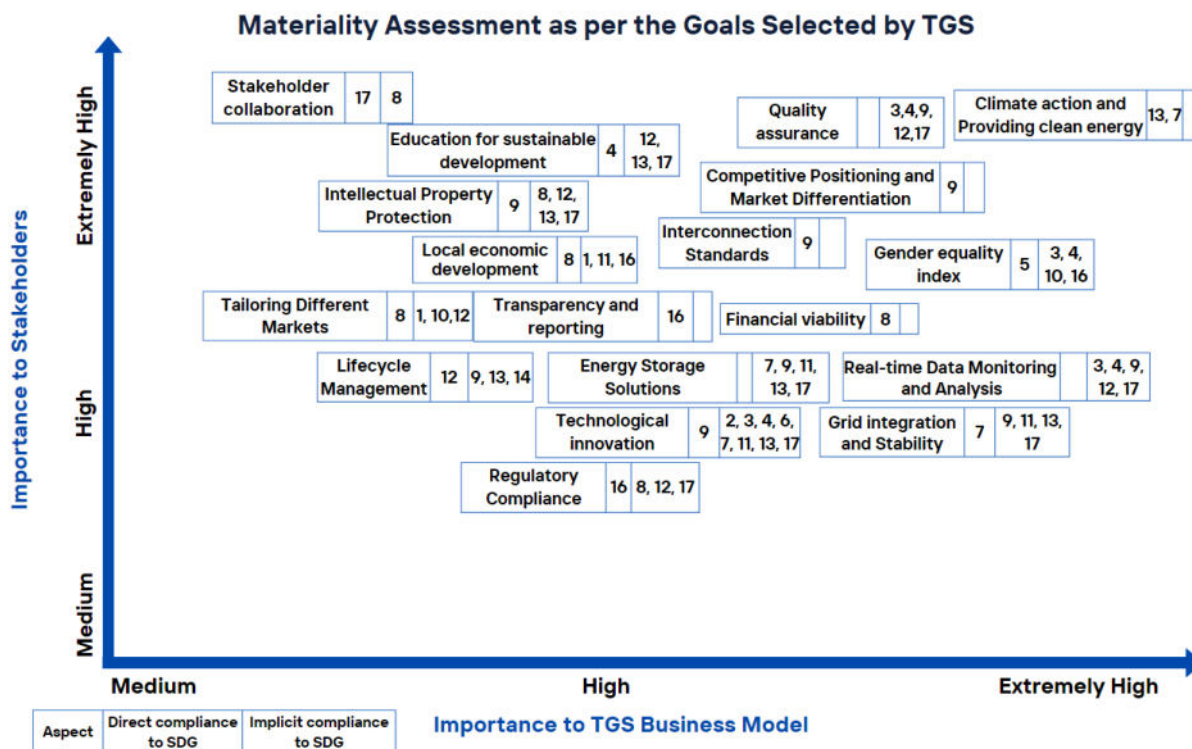 Materiality Assessment as per the Goals Selected by TGS
Importance to Stakeholders
Extremely High
High
Medium
Stakeholder
collaboration
17
8
Quality
assurance
3,4,9,
12,17
Climate action and
Providing clean energy
13, 7
Education for sustainable
development
4
12,
13, 17
Competitive Positioning and
Market Differentiation
9
Intellectual Property
Protection
9
8, 12,
13, 17
Interconnection
Standards
9
Local economic
development
8
1, 11, 16
Gender equality
index
5
3, 4,
10, 16
Tailoring Different
Markets
8
1, 10,12
Transparency and
reporting
16
Financial viability
8
Lifecycle
Management
12
9, 13, 14
Energy Storage
Solutions
7, 9, 11,
13, 17
Real-time Data Monitoring
and Analysis
3, 4, 9,
12, 17
Technological
innovation
9
2, 3, 4, 6,
7, 11, 13, 17
Grid integration
and Stability
7
9, 11, 13,
17
Regulatory
Compliance
16
8, 12, 17
Medium
High
Extremely High
Importance to TGS Business Model
Aspect
Direct compliance
to SDG
Implicit compliance
to SDG